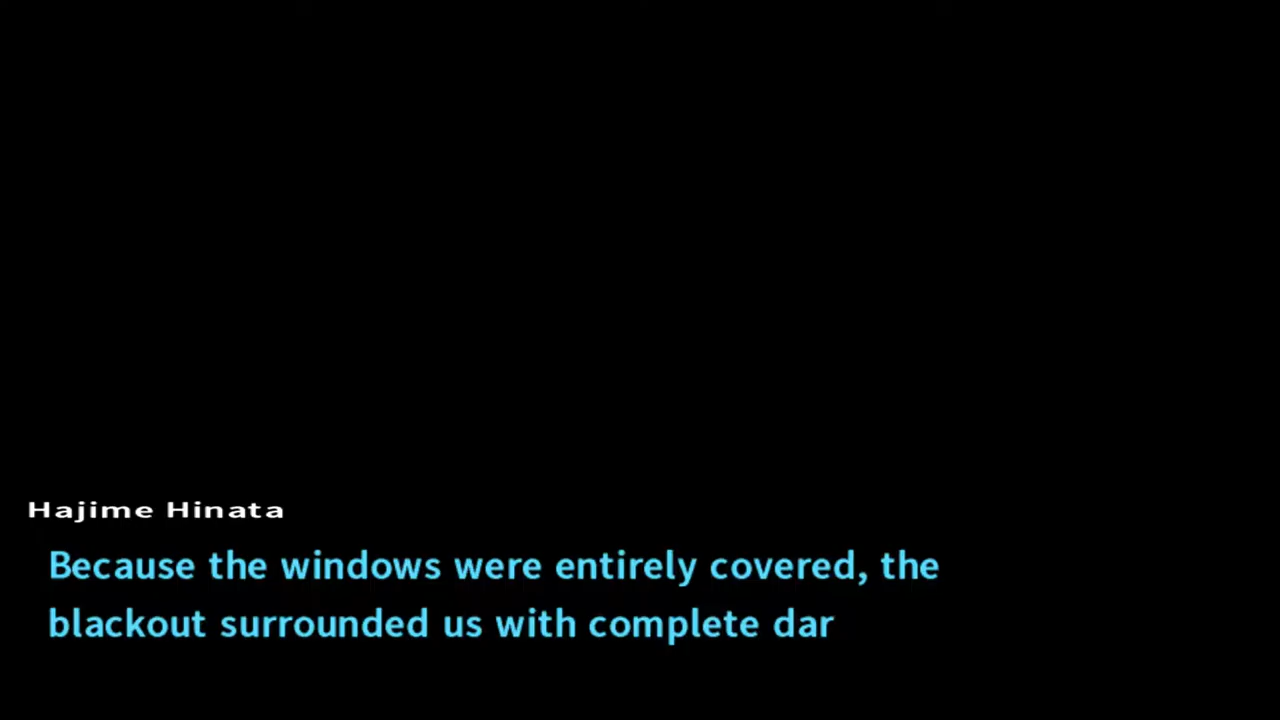 Hajime Hinata
Because the windows were entirely covered, the
blackout surrounded us with complete dar